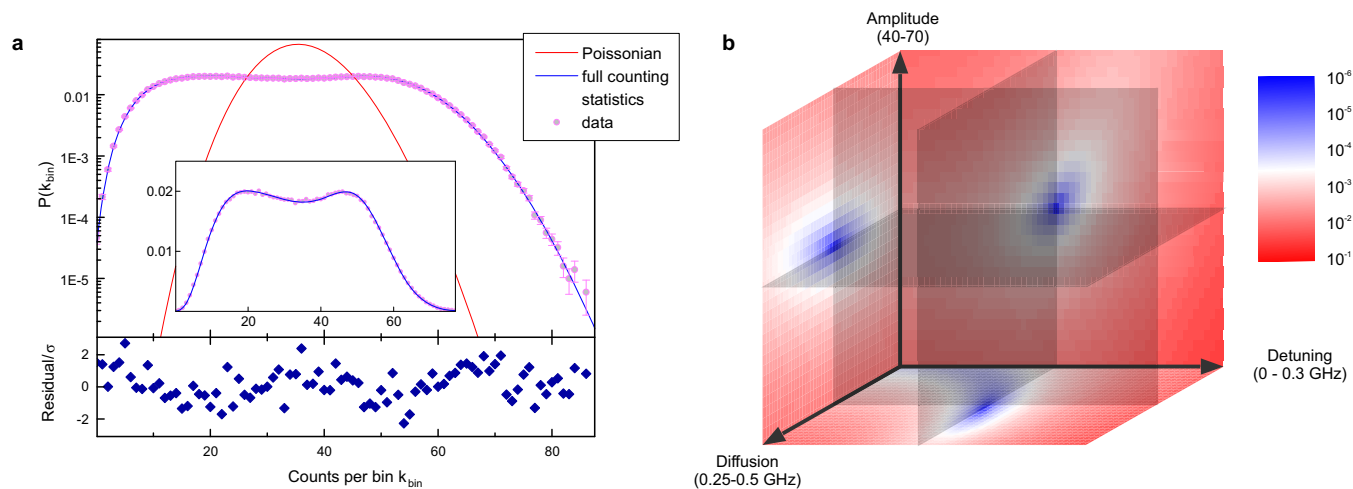 a
Poissonian
full counting
statistics
data
0.01
1E-3
1E-4
1E-5
P(k_bin)
0.02
0.01
20 40 60
2
0
-2
Residual/σ
20 40 60 80
Counts per bin k_bin
b
Amplitude
(40-70)
Detuning
(0 - 0.3 GHz)
Diffusion
(0.25-0.5 GHz)
10^-6
10^-5
10^-4
10^-3
10^-2
10^-1